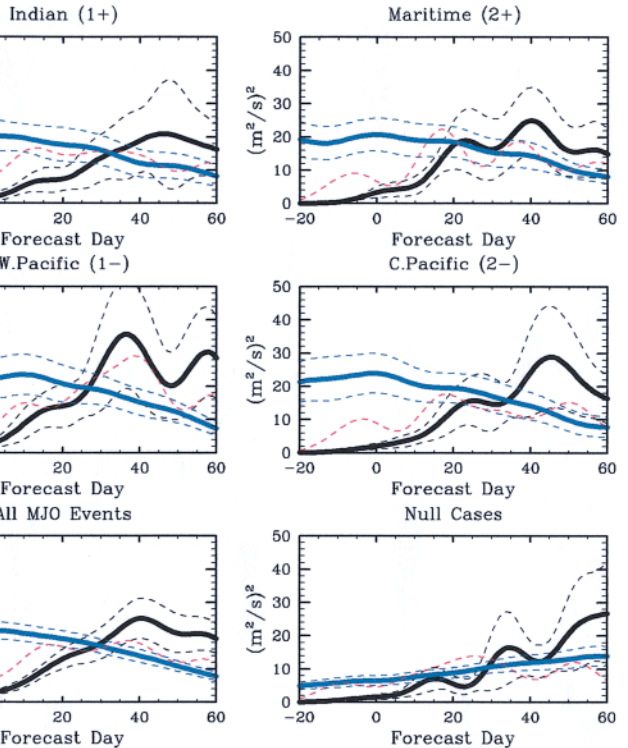 Indian (1+)
20
40
60
Forecast Day
Maritime (2+)
50
40
30
20
10
0
(m²/s)²
-20
0
20
40
60
Forecast Day
W.Pacific (1-)
20
40
60
Forecast Day
C.Pacific (2-)
50
40
30
20
10
0
(m²/s)²
-20
0
20
40
60
Forecast Day
All MJO Events
20
40
60
Forecast Day
Null Cases
50
40
30
20
10
0
(m²/s)²
-20
0
20
40
60
Forecast Day